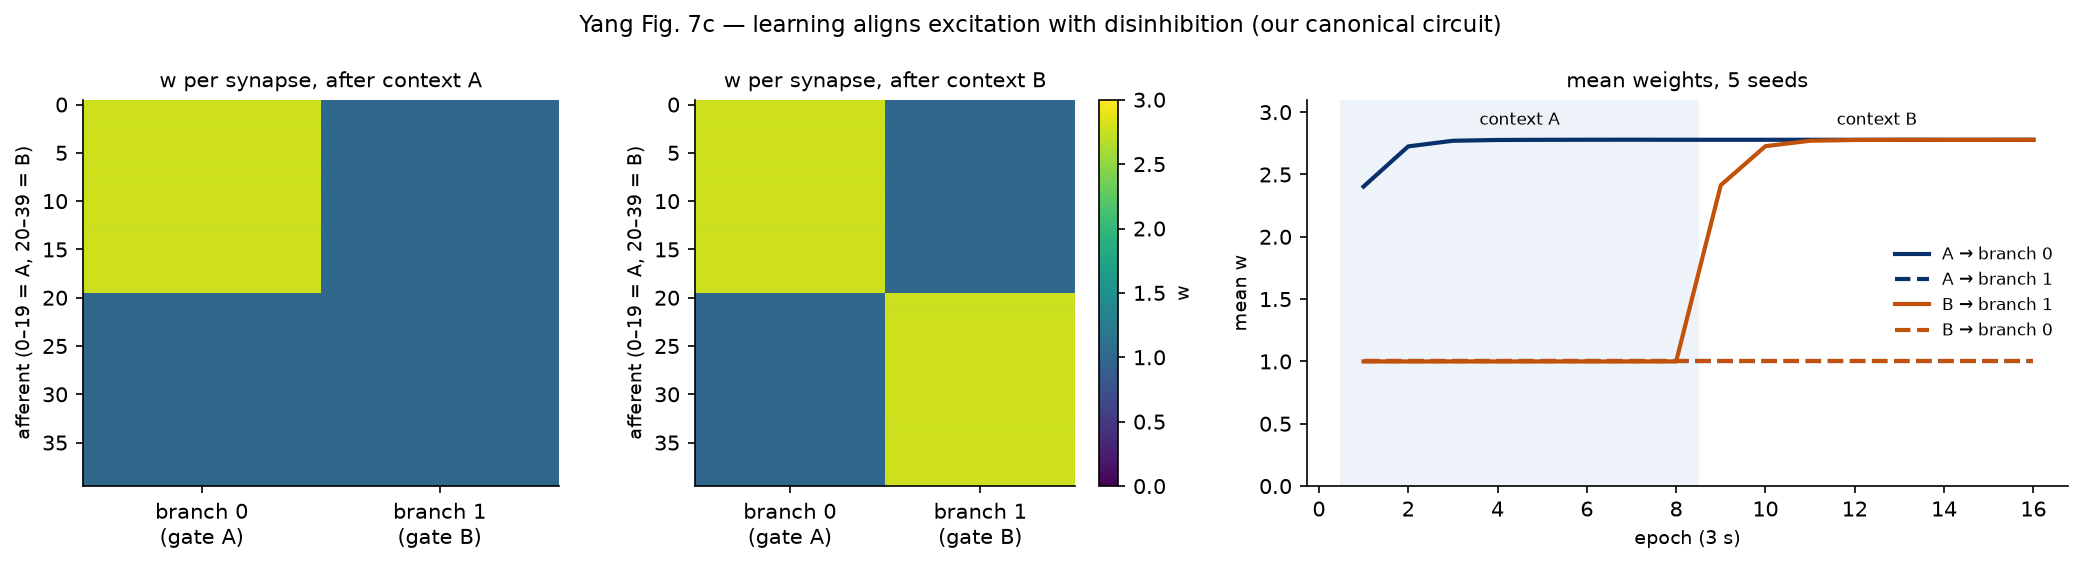 Yang Fig. 7c — learning aligns excitation with disinhibition (our canonical circuit)
w per synapse, after context A
afferent (0–19 = A, 20–39 = B)
0
5
10
15
20
25
30
35
branch 0
(gate A)
branch 1
(gate B)
w per synapse, after context B
afferent (0–19 = A, 20–39 = B)
0
5
10
15
20
25
30
35
branch 0
(gate A)
branch 1
(gate B)
3.0
2.5
2.0
1.5
1.0
0.5
0.0
w
mean weights, 5 seeds
mean w
3.0
2.5
2.0
1.5
1.0
0.5
0.0
context A
context B
A → branch 0
A → branch 1
B → branch 1
B → branch 0
0
2
4
6
8
10
12
14
16
epoch (3 s)